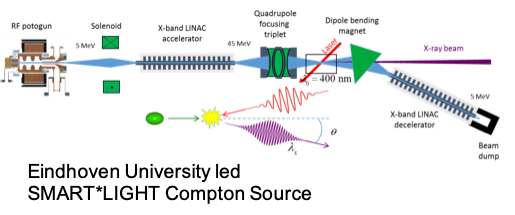 RF potogun
Solenoid
X-band LINAC
accelerator
Quadrupole
focusing
triplet
Dipole bending
magnet
5 MeV
45 MeV
Laser
= 400 nm
X-ray beam
X-band LINAC
decelerator
5 MeV
Beam
dump
θ
λx
Eindhoven University led
SMART*LIGHT Compton Source